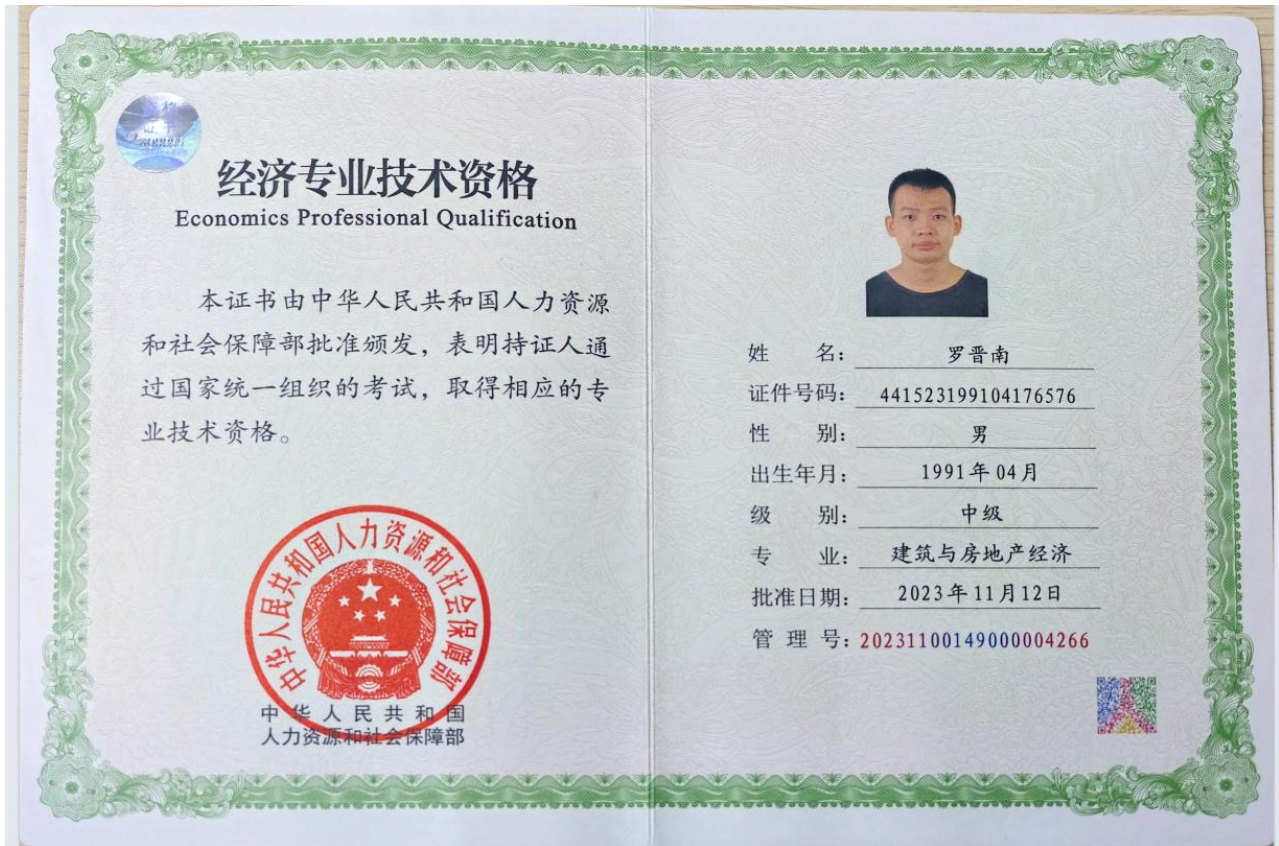 经济专业技术资格
Economics Professional Qualification
本证书由中华人民共和国人力资源
和社会保障部批准颁发，表明持证人通
过国家统一组织的考试，取得相应的专
业技术资格。
中华人民共和国人力资源和社会保障部
中华人民共和国
人力资源和社会保障部
姓名：罗晋南
证件号码：441523199104176576
性别：男
出生年月：1991年04月
级别：中级
专业：建筑与房地产经济
批准日期：2023年11月12日
管理号：20231100149000004266